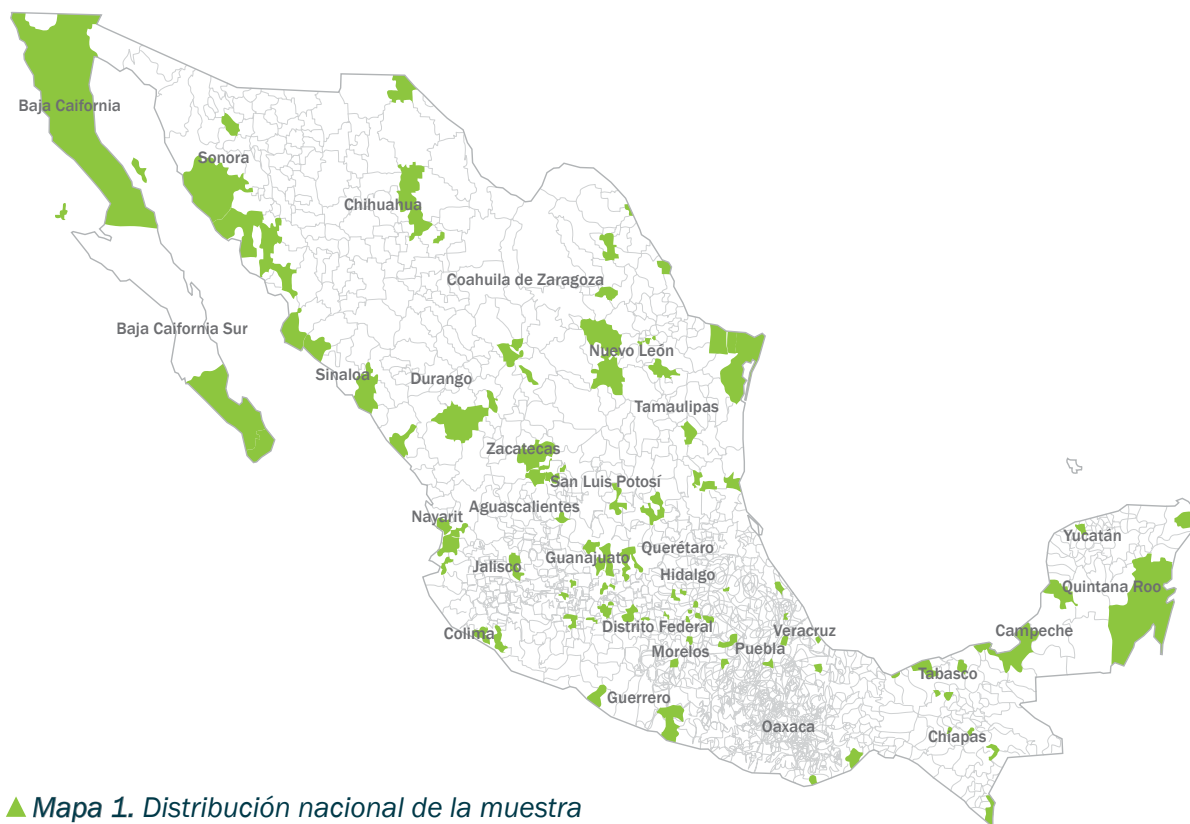 Baja Caifornia
Sonora
Chihuahua
Coahuila de Zaragoza
Baja Caifornia Sur
Nuevo León
Sinaloa
Durango
Tamaulipas
Zacatecas
San Luis Potosí
Aguascalientes
Nayarit
Yucatán
Guanajuato
Querétaro
Jalisco
Hidalgo
Quintana Roo
Distrito Federal
Veracruz
Campeche
Colima
Morelos
Puebla
Tabasco
Guerrero
Oaxaca
Chiapas
Mapa 1. Distribución nacional de la muestra